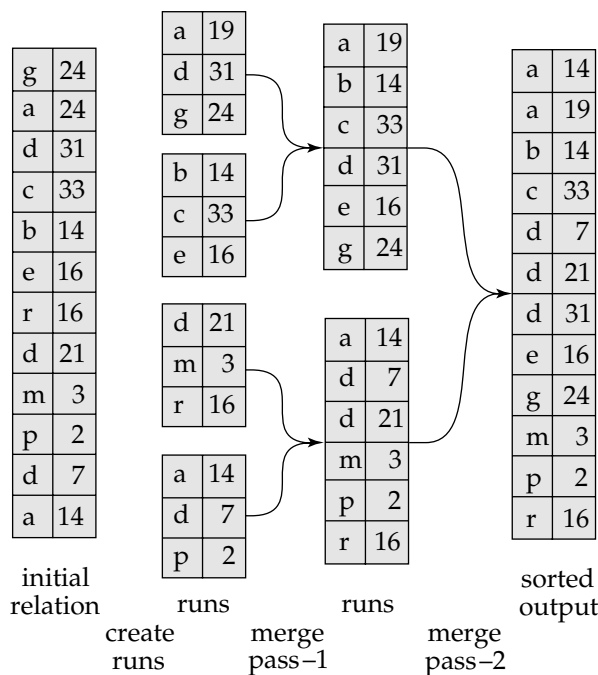 g 24
a 24
d 31
c 33
b 14
e 16
r 16
d 21
m 3
p 2
d 7
a 14
initial
relation
a 19
d 31
g 24
b 14
c 33
e 16
d 21
m 3
r 16
a 14
d 7
p 2
runs
create
runs
a 19
b 14
c 33
d 31
e 16
g 24
a 14
d 7
d 21
m 3
p 2
r 16
runs
merge
pass–1
a 14
a 19
b 14
c 33
d 7
d 21
d 31
e 16
g 24
m 3
p 2
r 16
sorted
output
merge
pass–2